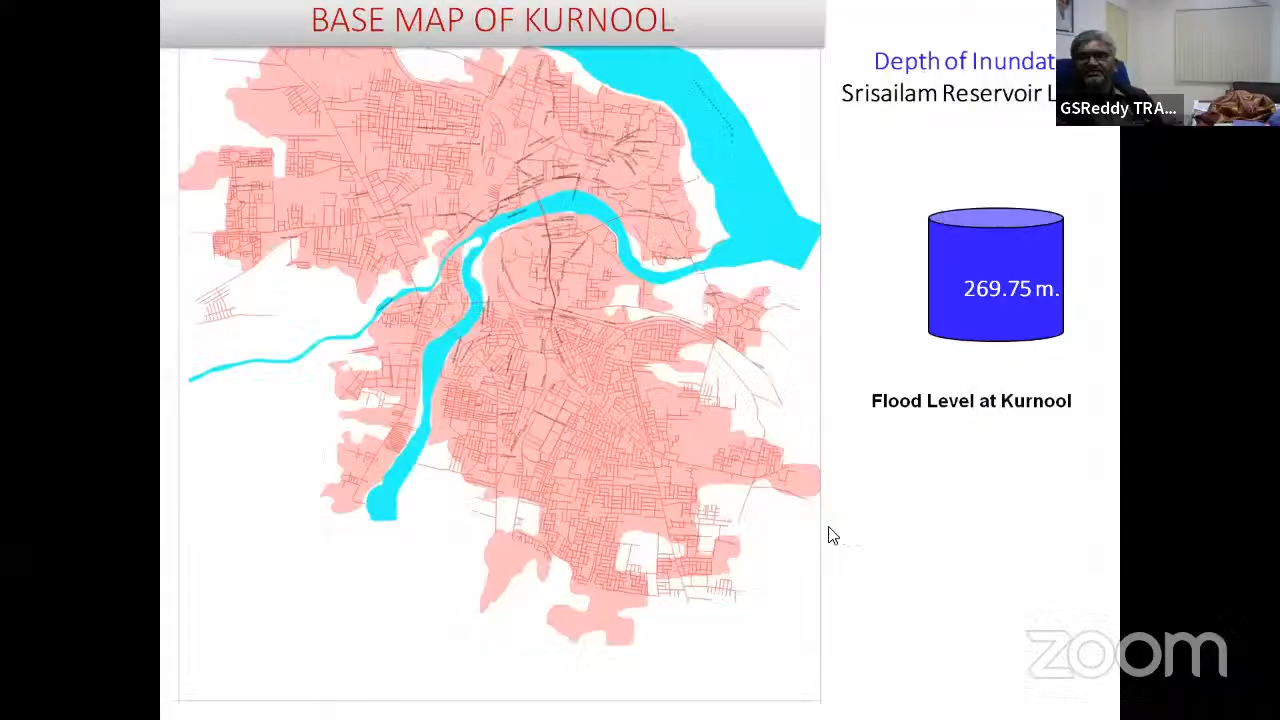 BASE MAP OF KURNOOL
Depth of Inundat
Srisailam Reservoir L
GSReddy TRA...
269.75 m.
Flood Level at Kurnool
zoom